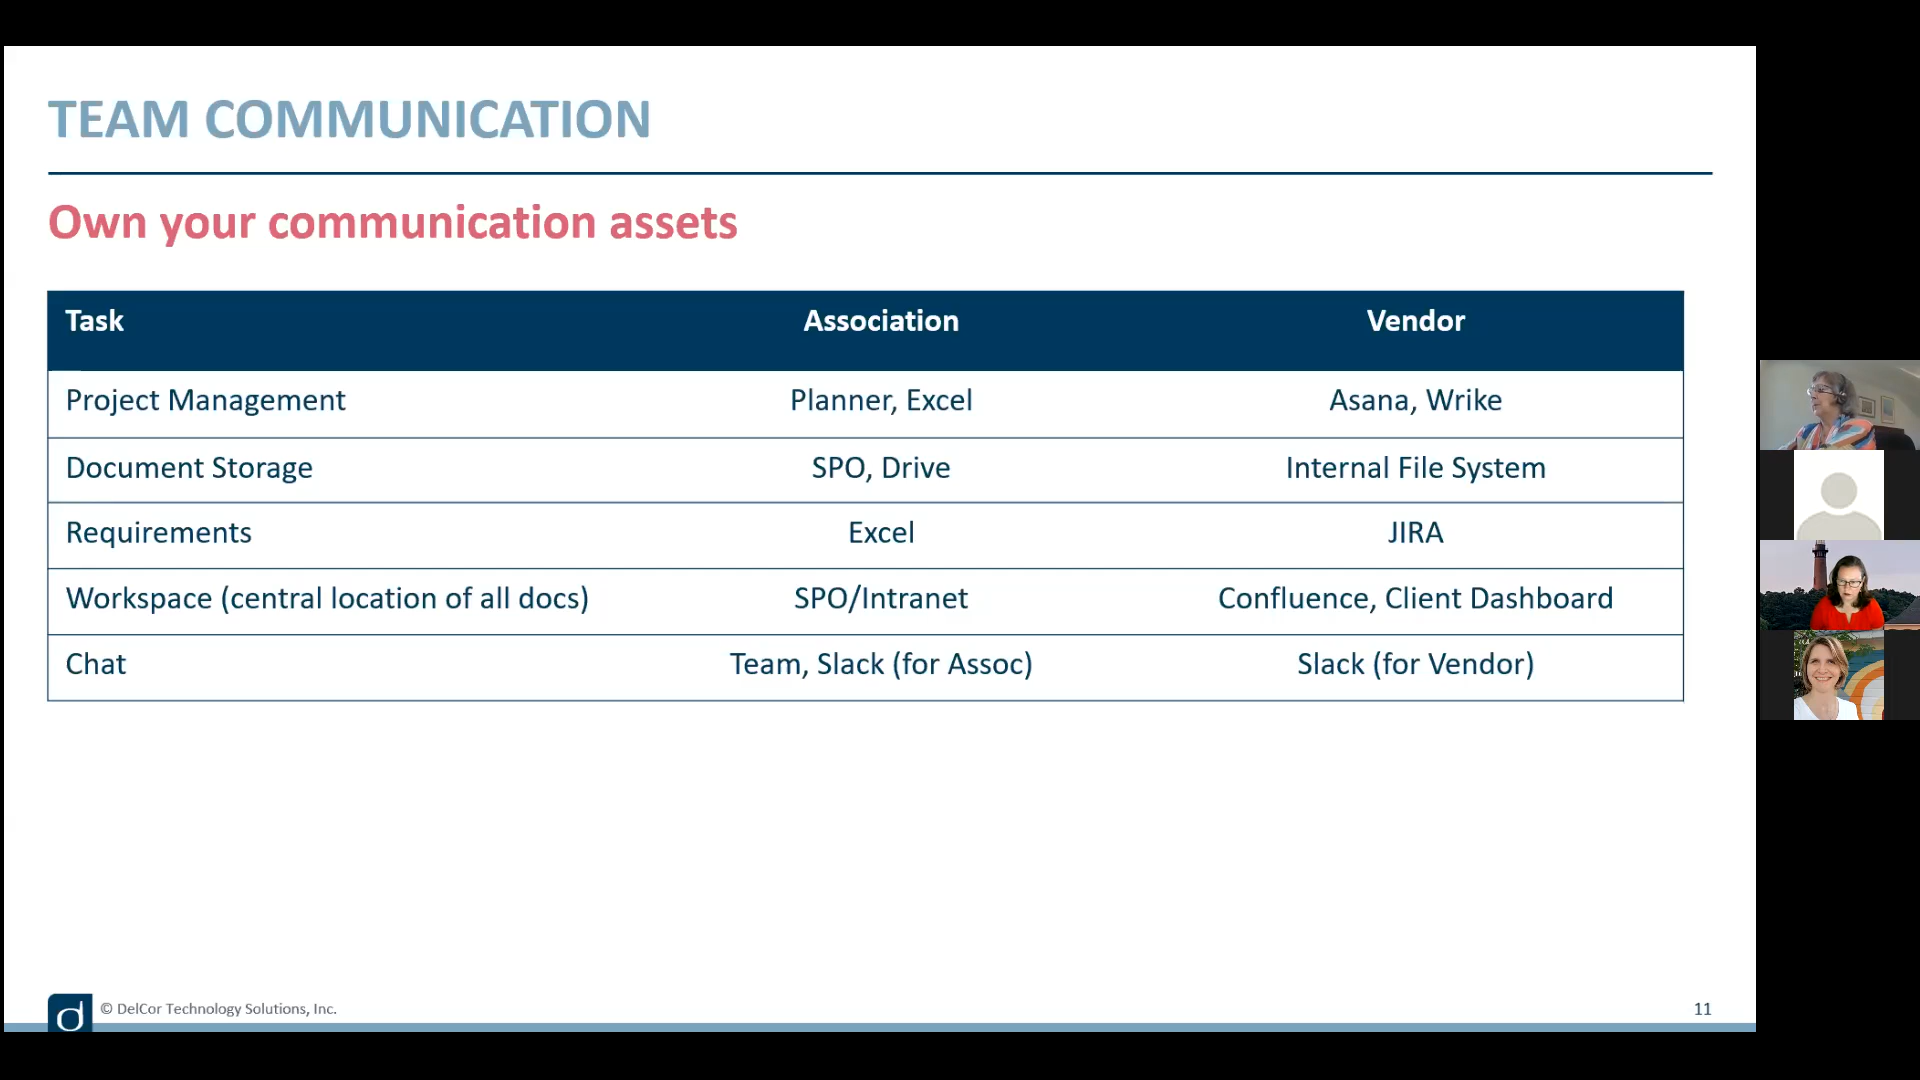 TEAM COMMUNICATION
Own your communication assets
Task Association Vendor
Project Management Planner, Excel Asana, Wrike
Document Storage SPO, Drive Internal File System
Requirements Excel JIRA
Workspace (central location of all docs) SPO/Intranet Confluence, Client Dashboard
Chat Team, Slack (for Assoc) Slack (for Vendor)
d © DelCor Technology Solutions, Inc. 11